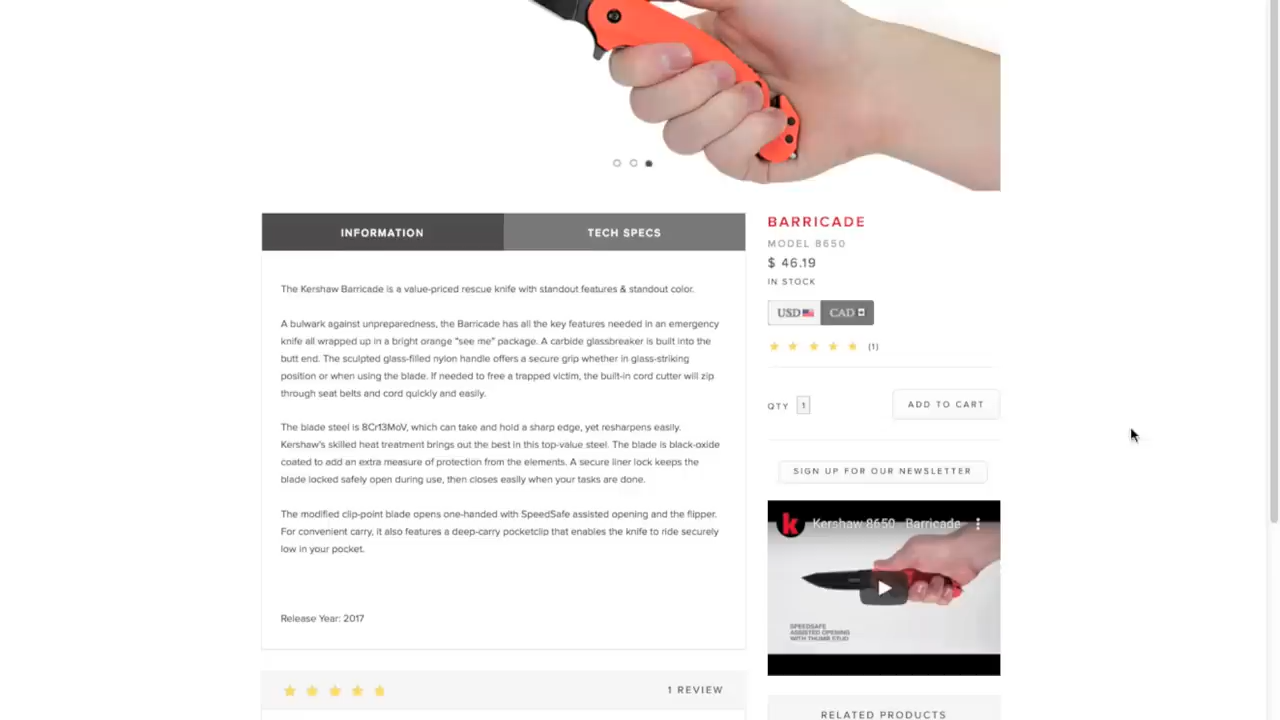 INFORMATION
TECH SPECS
The Kershaw Barricade is a value-priced rescue knife with standout features & standout color.
A bulwark against unpreparedness, the Barricade has all the key features needed in an emergency
knife all wrapped up in a bright orange "see me" package. A carbide glassbreaker is built into the
butt end. The sculpted glass-filled nylon handle offers a secure grip whether in glass-striking
position or when using the blade. If needed to free a trapped victim, the built-in cord cutter will zip
through seat belts and cord quickly and easily.
The blade steel is 8Cr13MoV, which can take and hold a sharp edge, yet resharpens easily.
Kershaw's skilled heat treatment brings out the best in this top-value steel. The blade is black-oxide
coated to add an extra measure of protection from the elements. A secure liner lock keeps the
blade locked safely open during use, then closes easily when your tasks are done.
The modified clip-point blade opens one-handed with SpeedSafe assisted opening and the flipper.
For convenient carry, it also features a deep-carry pocketclip that enables the knife to ride securely
low in your pocket.
Release Year: 2017
1 REVIEW
BARRICADE
MODEL 8650
$ 46.19
IN STOCK
USD CAD
(1)
QTY 1 ADD TO CART
SIGN UP FOR OUR NEWSLETTER
k Kershaw 8650 - Barricade
SPEEDSAFE
ASSISTED OPENING
WITH THUMB STUD
RELATED PRODUCTS